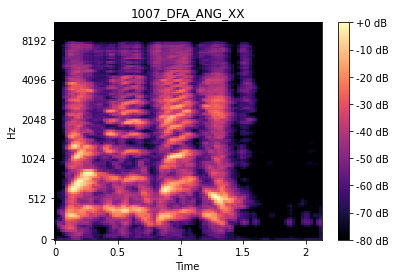 1007_DFA_ANG_XX
+0 dB
8192
-10 dB
4096
-20 dB
-30 dB
2048
-40 dB
Hz
1024
-50 dB
512
-60 dB
-70 dB
0
-80 dB
0
0.5
1
1.5
2
Time